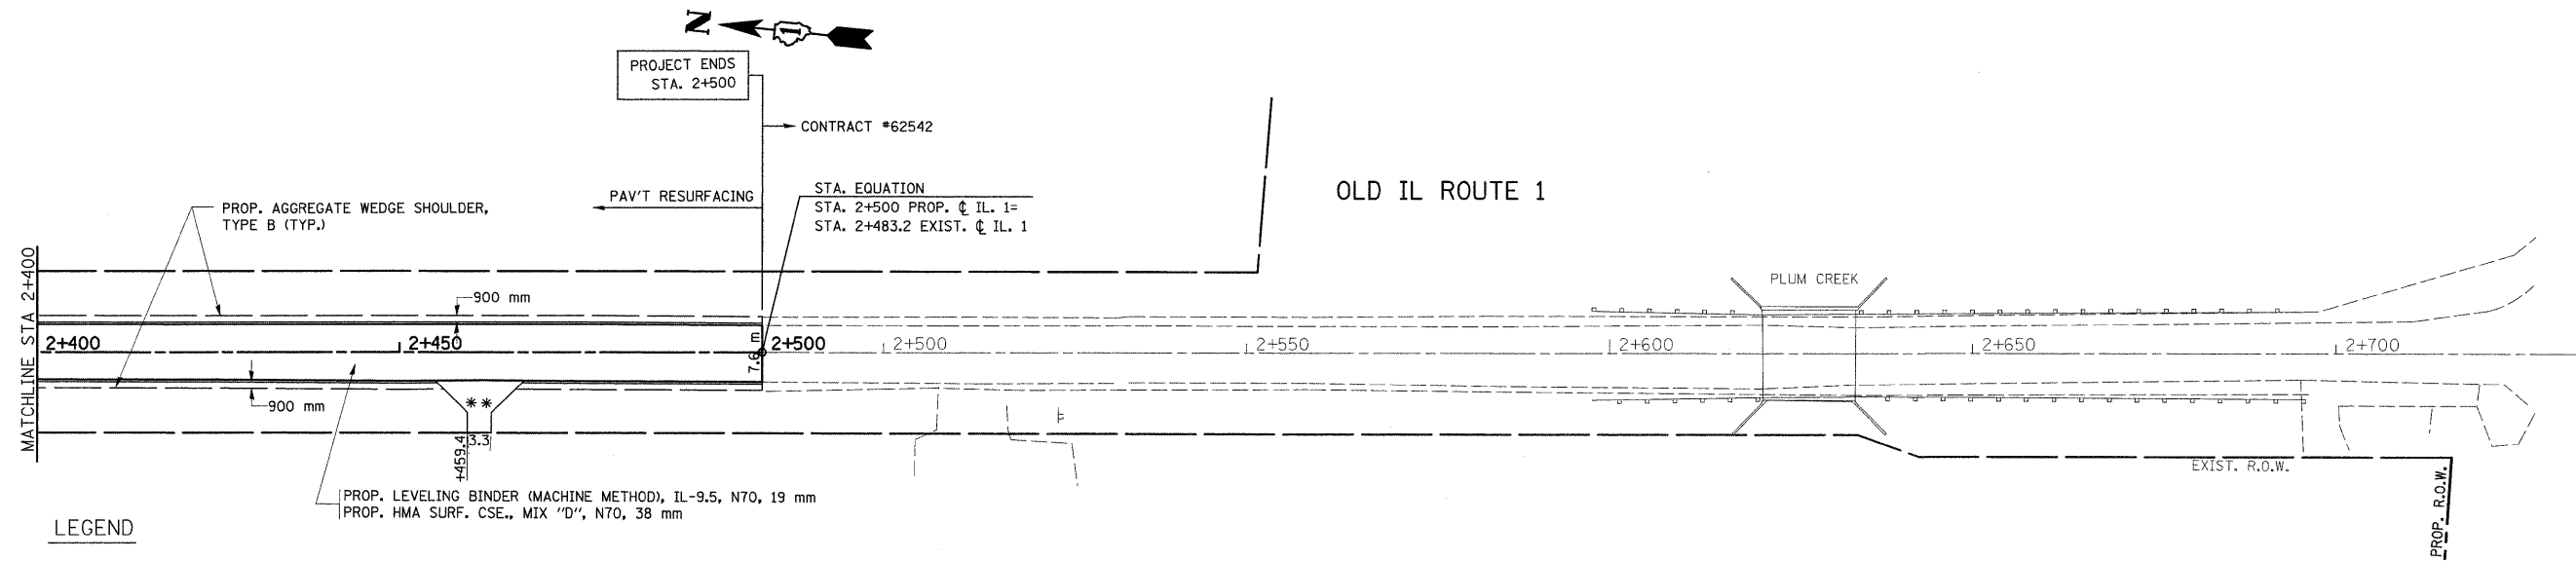 N
1
PROJECT ENDS
STA. 2+500
CONTRACT #62542
PAV'T RESURFACING
STA. EQUATION
STA. 2+500 PROP. ℄ IL. 1=
STA. 2+483.2 EXIST. ℄ IL. 1
OLD IL ROUTE 1
PROP. AGGREGATE WEDGE SHOULDER,
TYPE B (TYP.)
MATCHLINE STA 2+400
900 mm
PLUM CREEK
2+400
2+450
7.6 m
2+500
2+500
2+550
2+600
2+650
2+700
900 mm
**
+459.4
3.3
EXIST. R.O.W.
PROP. R.O.W.
PROP. LEVELING BINDER (MACHINE METHOD), IL-9.5, N70, 19 mm
PROP. HMA SURF. CSE., MIX "D", N70, 38 mm
LEGEND